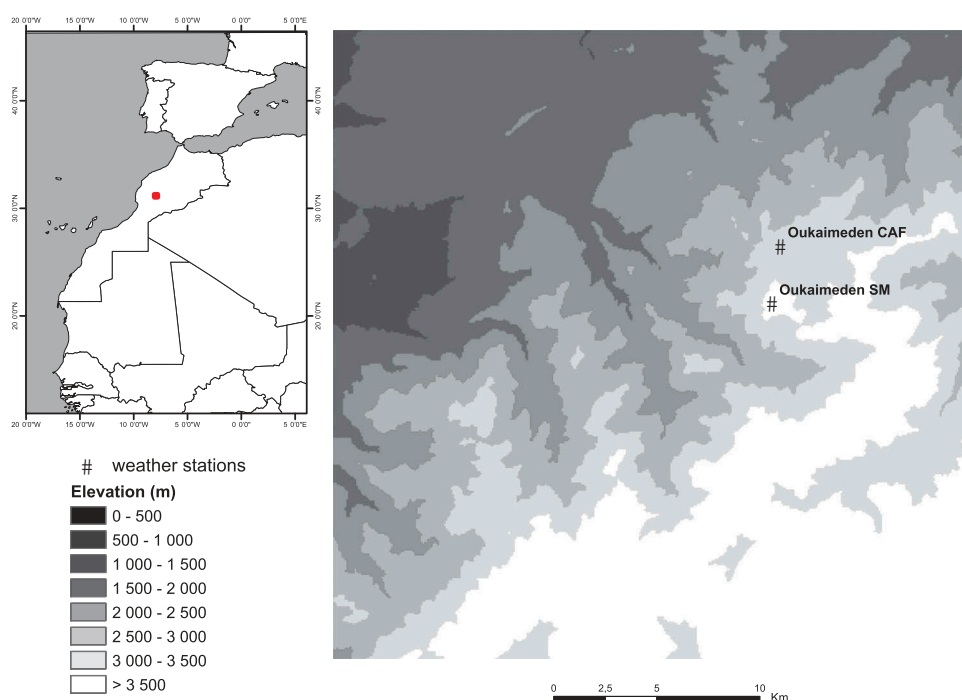 20 0'0"W 15 0'0"W 10 0'0"W 5 0'0"W 0 0'0" 5 0'0"E
40 0'0"N 40 0'0"N
30 0'0"N 30 0'0"N
20 0'0"N 20 0'0"N
20 0'0"W 15 0'0"W 10 0'0"W 5 0'0"W 0 0'0" 5 0'0"E
Oukaimeden CAF
#
Oukaimeden SM
#
# weather stations
Elevation (m)
0 - 500
500 - 1 000
1 000 - 1 500
1 500 - 2 000
2 000 - 2 500
2 500 - 3 000
3 000 - 3 500
> 3 500
0 2,5 5 10
Km